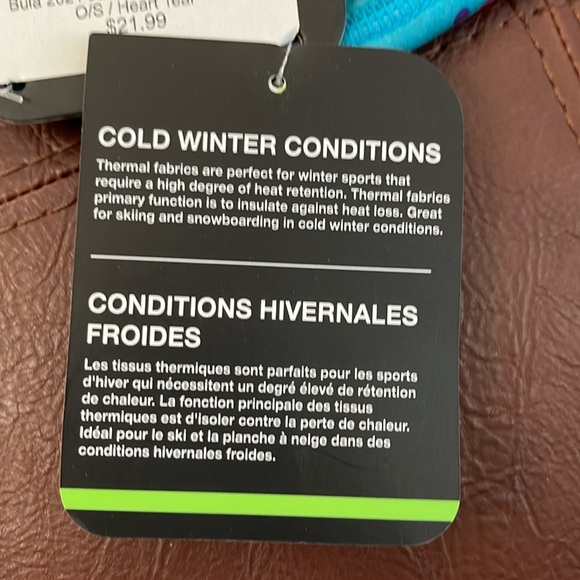 Bula
O/S / Heart Teal
$21.99
COLD WINTER CONDITIONS
Thermal fabrics are perfect for winter sports that
require a high degree of heat retention. Thermal fabrics
primary function is to insulate against heat loss. Great
for skiing and snowboarding in cold winter conditions.
CONDITIONS HIVERNALES
FROIDES
Les tissus thermiques sont parfaits pour les sports
d'hiver qui nécessitent un degré élevé de rétention
de chaleur. La fonction principale des tissus
thermiques est d'isoler contre la perte de chaleur.
Idéal pour le ski et la planche à neige dans des
conditions hivernales froides.